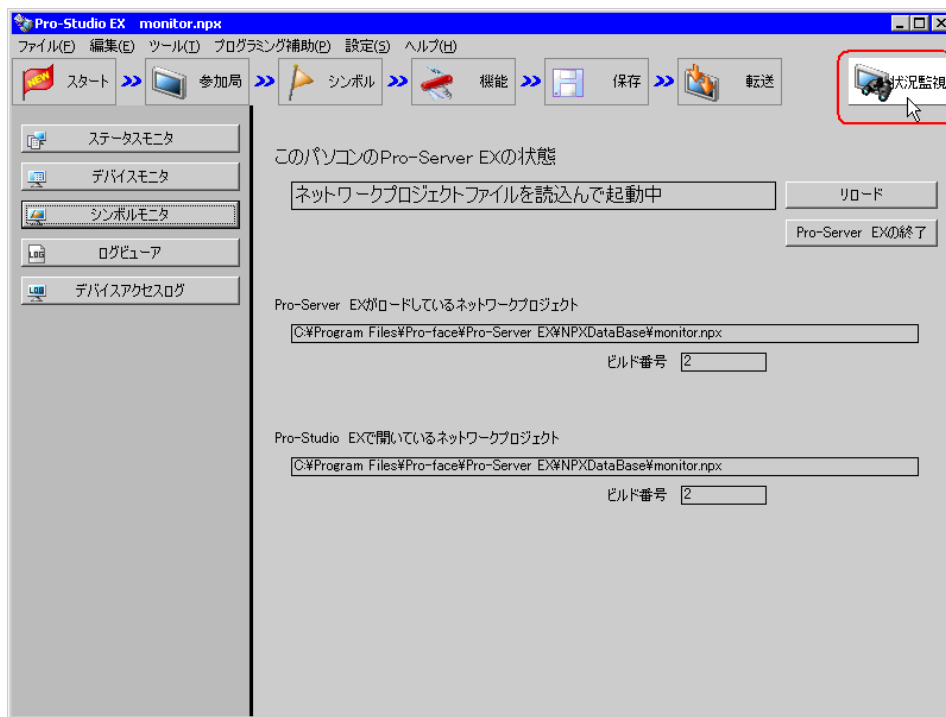 Pro-Studio EX monitor.npx
ファイル(F) 編集(E) ツール(T) プログラミング補助(P) 設定(S) ヘルプ(H)
NEW スタート 参加局 シンボル 機能 保存 転送 状況監視
ステータスモニタ
デバイスモニタ
シンボルモニタ
LOG ログビューア
LOG デバイスアクセスログ
このパソコンのPro-Server EXの状態
ネットワークプロジェクトファイルを読込んで起動中
リロード
Pro-Server EXの終了
Pro-Server EXがロードしているネットワークプロジェクト
C:¥Program Files¥Pro-face¥Pro-Server EX¥NPXDataBase¥monitor.npx
ビルド番号 2
Pro-Studio EXで開いているネットワークプロジェクト
C:¥Program Files¥Pro-face¥Pro-Server EX¥NPXDataBase¥monitor.npx
ビルド番号 2